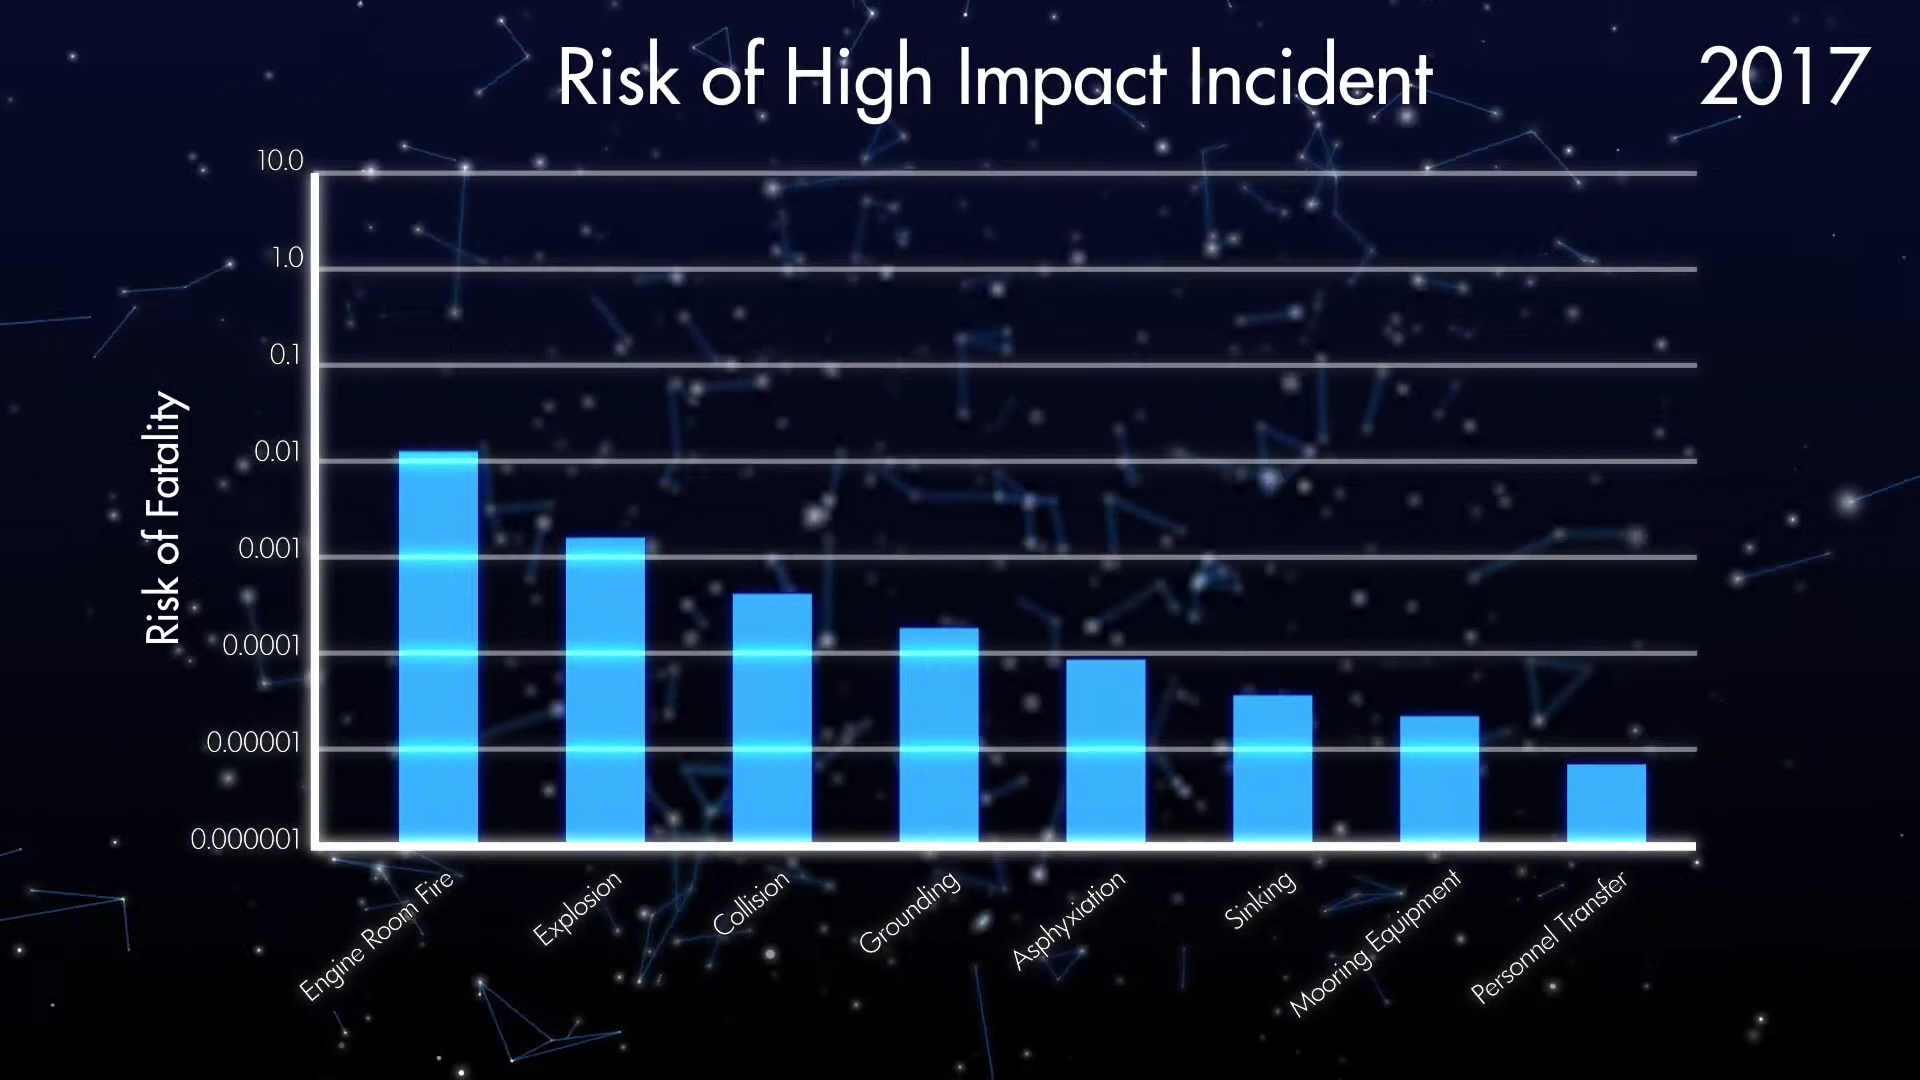 Risk of High Impact Incident
2017
10.0
1.0
0.1
0.01
0.001
0.0001
0.00001
0.000001
Risk of Fatality
Engine Room Fire
Explosion
Collision
Grounding
Asphyxiation
Sinking
Mooring Equipment
Personnel Transfer